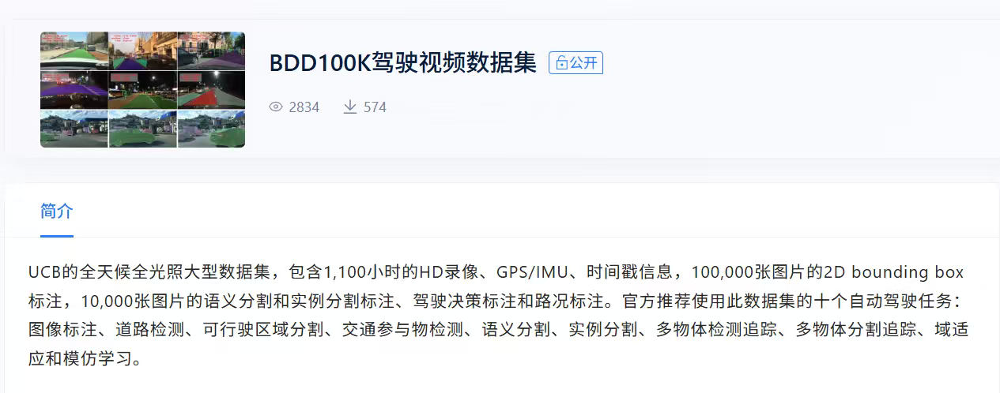 BDD100K驾驶视频数据集 公开
2834 574
简介
UCB的全天候全光照大型数据集，包含1,100小时的HD录像、GPS/IMU、时间戳信息，100,000张图片的2D bounding box
标注，10,000张图片的语义分割和实例分割标注、驾驶决策标注和路况标注。官方推荐使用此数据集的十个自动驾驶任务：
图像标注、道路检测、可行驶区域分割、交通参与物检测、语义分割、实例分割、多物体检测追踪、多物体分割追踪、域适
应和模仿学习。